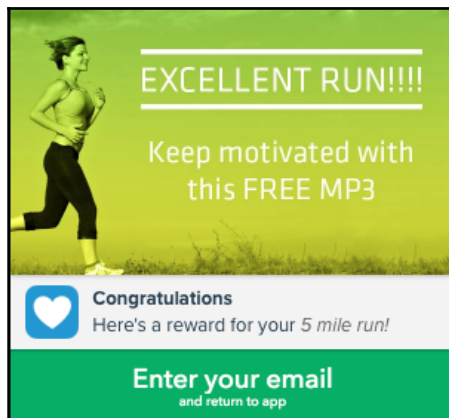 EXCELLENT RUN!!!!
Keep motivated with
this FREE MP3
Congratulations
Here's a reward for your 5 mile run!
Enter your email
and return to app